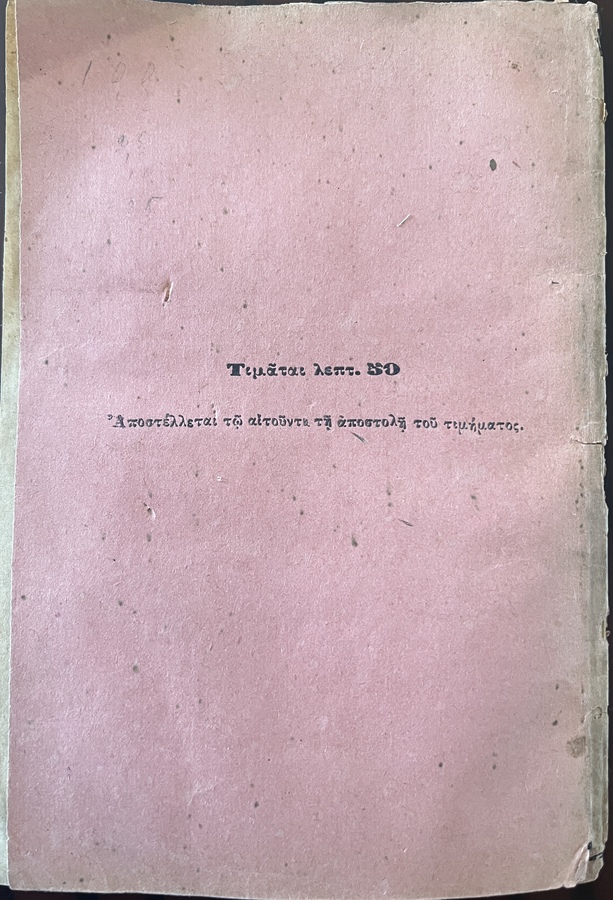 Τιμᾶται λεπτ. 50
Ἀποστέλλεται τῷ αἰτοῦντι τῇ ἀποστολῇ τοῦ τιμήματος.